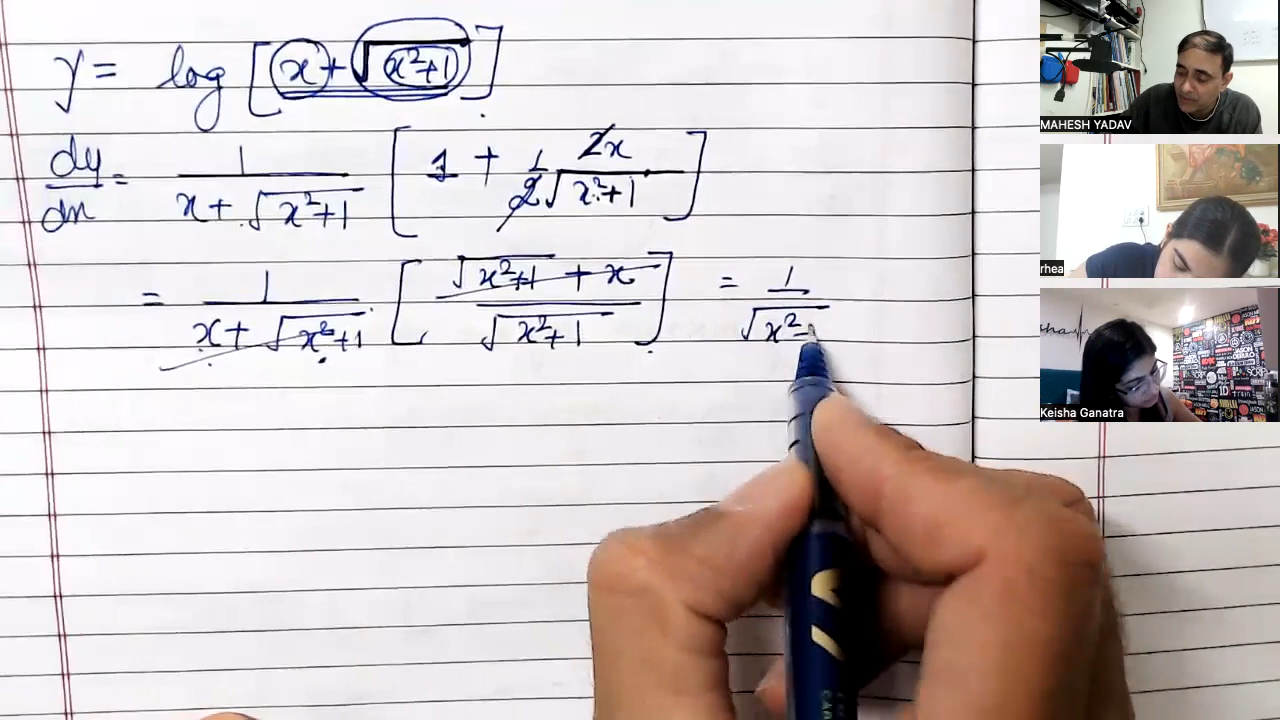 y = log [x + √(x²+1)]
dy/dx = 1/(x + √(x²+1)) [1 + 1/2 2x/√(x²+1)]
= 1/(x + √(x²+1)) [(√(x²+1) + x)/√(x²+1)] = 1/√(x²-
MAHESH YADAV
rhea
Keisha Ganatra